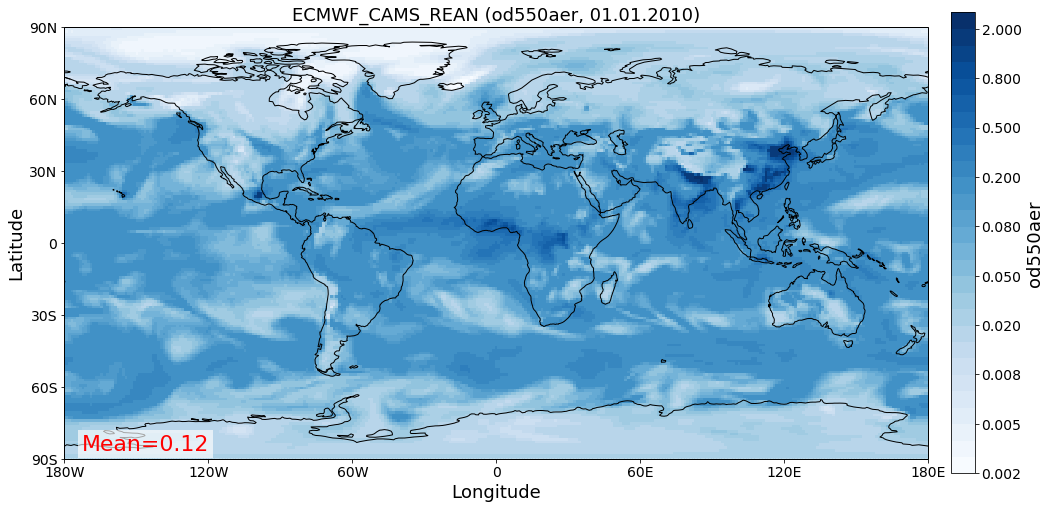 ECMWF_CAMS_REAN (od550aer, 01.01.2010)
90N
60N
30N
0
30S
60S
90S
Latitude
Mean=0.12
180W
120W
60W
0
60E
120E
180E
Longitude
2.000
0.800
0.500
0.200
0.080
0.050
0.020
0.008
0.005
0.002
od550aer